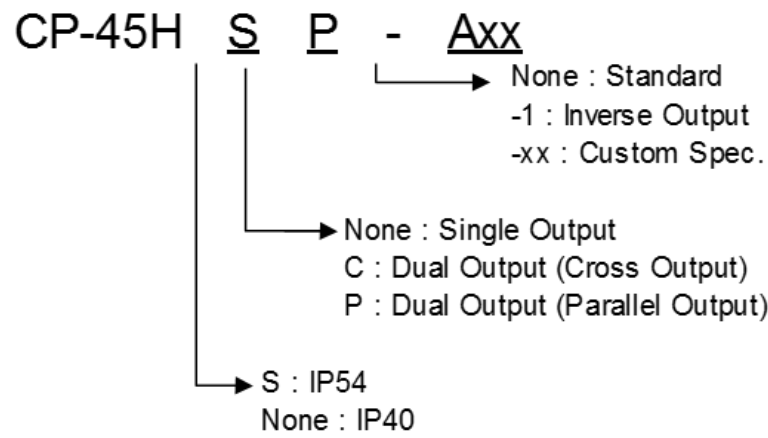 CP-45H S P - Axx
None : Standard
-1 : Inverse Output
-xx : Custom Spec.
None : Single Output
C : Dual Output (Cross Output)
P : Dual Output (Parallel Output)
S : IP54
None : IP40